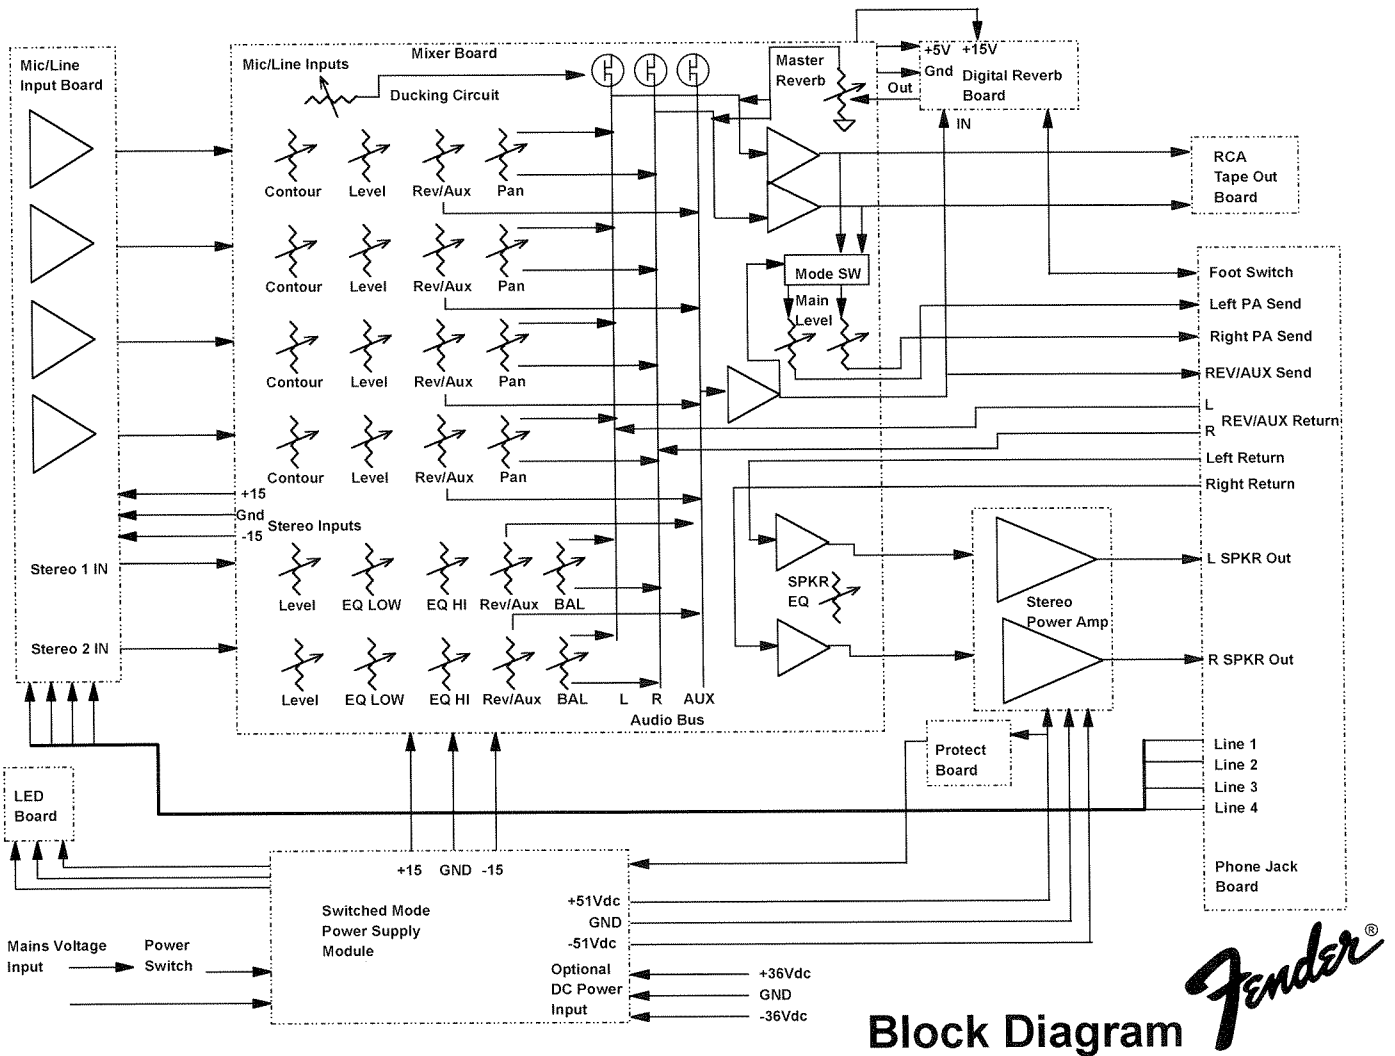 Mic/Line
Input Board
Stereo 1 IN
Stereo 2 IN
+15
Gnd
-15
Mixer Board
Mic/Line Inputs
Ducking Circuit
Contour Level Rev/Aux Pan
Contour Level Rev/Aux Pan
Contour Level Rev/Aux Pan
Contour Level Rev/Aux Pan
Stereo Inputs
Level EQ LOW EQ HI Rev/Aux BAL
Level EQ LOW EQ HI Rev/Aux BAL
L R AUX
Audio Bus
Master
Reverb
Mode SW
Main
Level
SPKR
EQ
+5V +15V
Gnd
Digital Reverb
Board
Out
IN
RCA
Tape Out
Board
Foot Switch
Left PA Send
Right PA Send
REV/AUX Send
L
REV/AUX Return
R
Left Return
Right Return
L SPKR Out
R SPKR Out
Line 1
Line 2
Line 3
Line 4
Phone Jack
Board
Stereo
Power Amp
Protect
Board
LED
Board
+15 GND -15
Switched Mode
Power Supply
Module
+51Vdc
GND
-51Vdc
Optional
DC Power
Input
+36Vdc
GND
-36Vdc
Mains Voltage
Input
Power
Switch
Block Diagram
Fender®